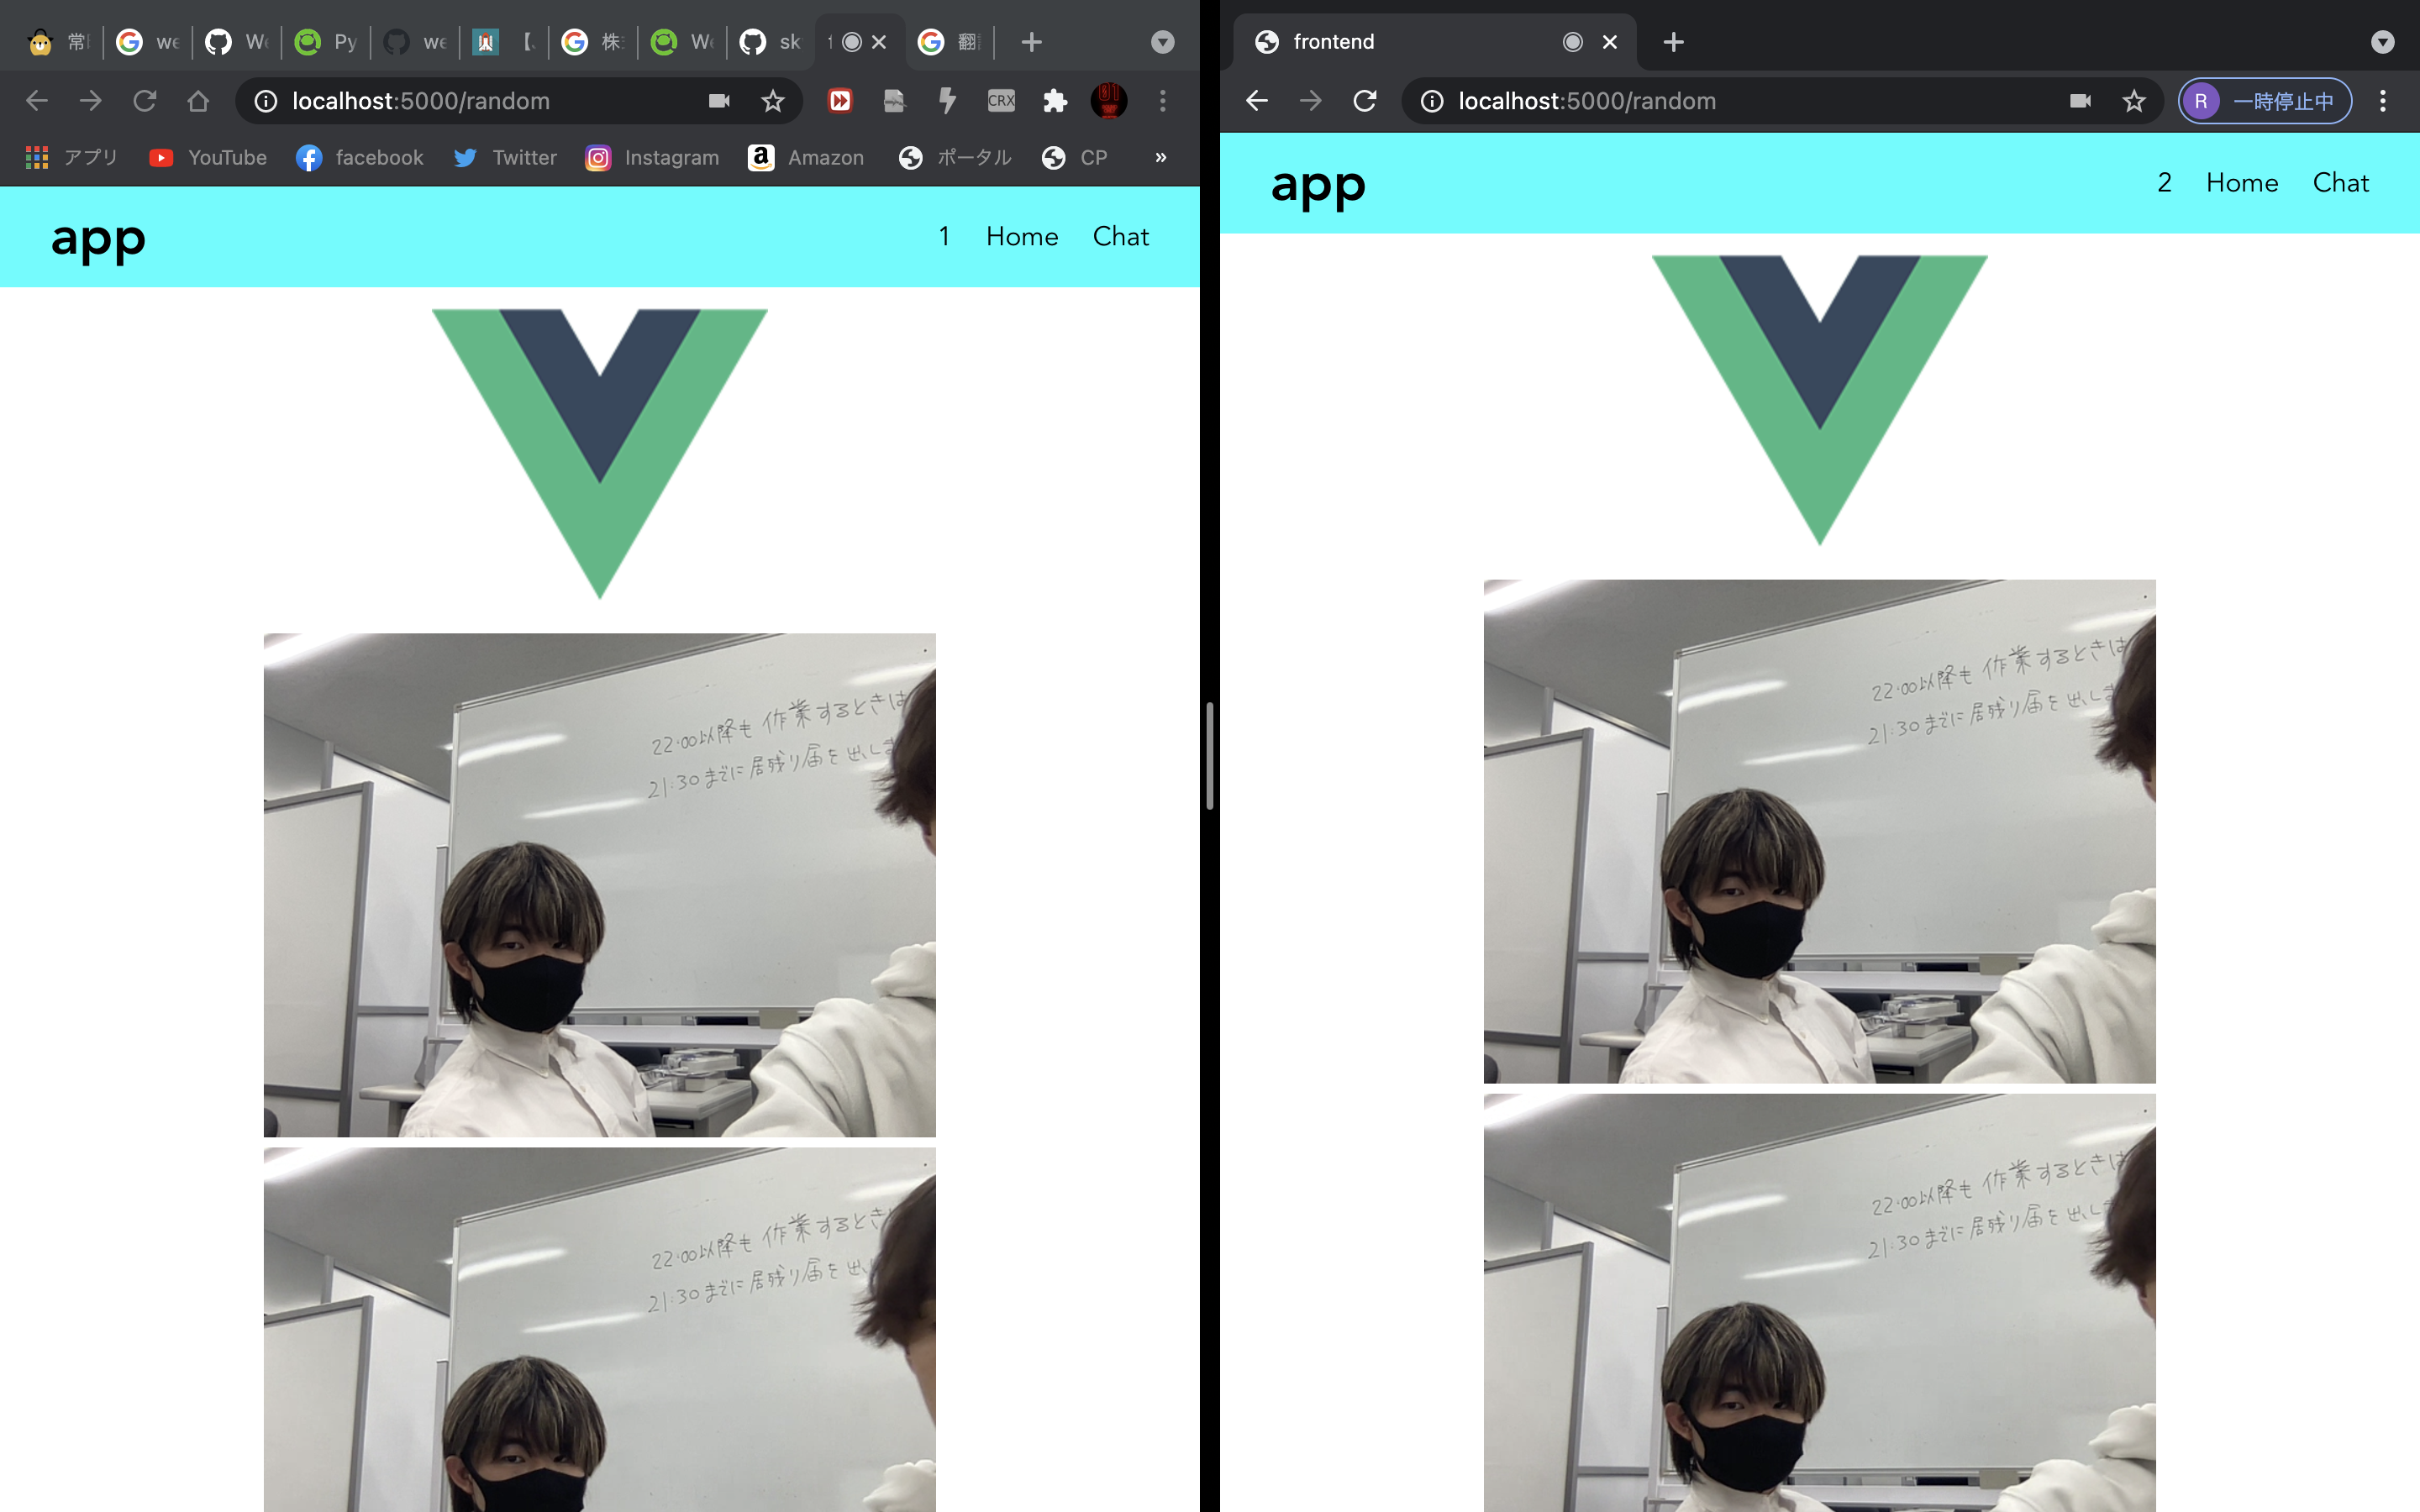 常
we
We
Py
we
【.
株
We
sk
翻
localhost:5000/random
CRX
アプリ
YouTube
facebook
Twitter
Instagram
Amazon
ポータル
CP
»
app
1
Home
Chat
22:00以降も作業するときは
21:30までに居残り届を出しま
22:00以降も作業するとき
21:30までに居残り届を出し
frontend
localhost:5000/random
R
一時停止中
app
2
Home
Chat
22:00以降も作業するときは
21:30までに居残り届を出しま
22:00以降も作業するときは
21:30までに居残り届を出し